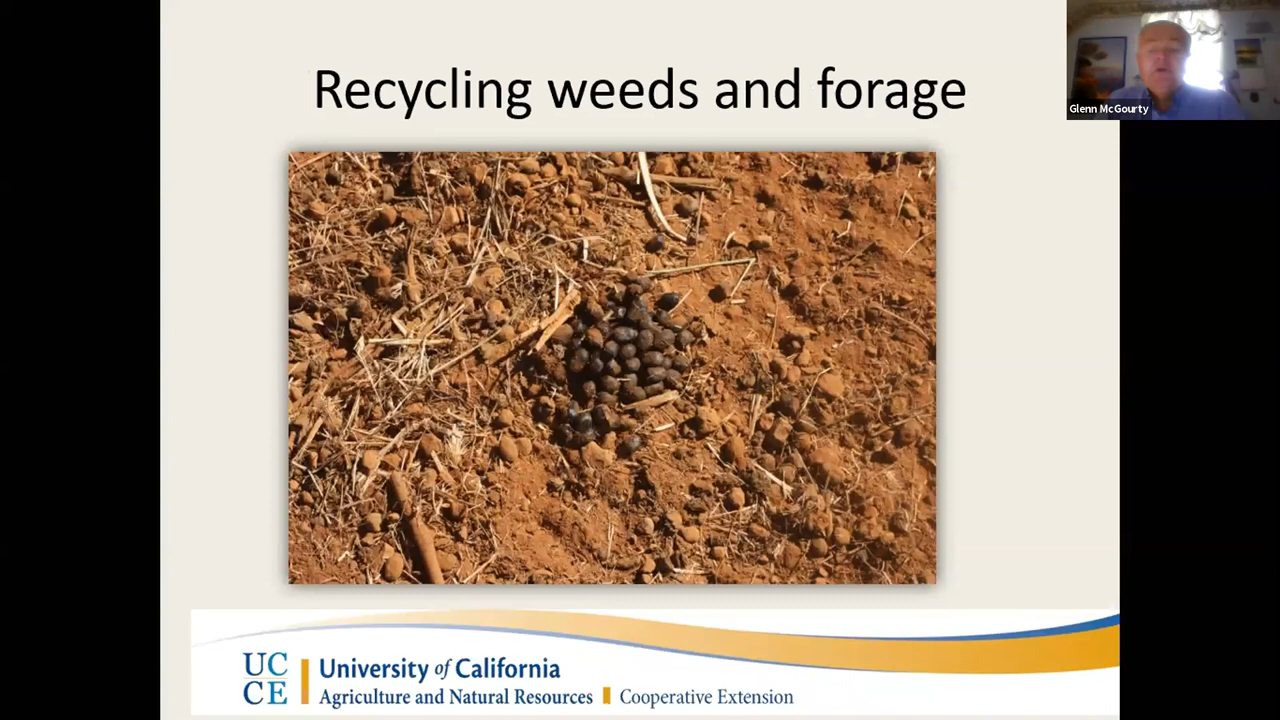 Recycling weeds and forage
Glenn McGourty
UC
CE
University of California
Agriculture and Natural Resources
Cooperative Extension